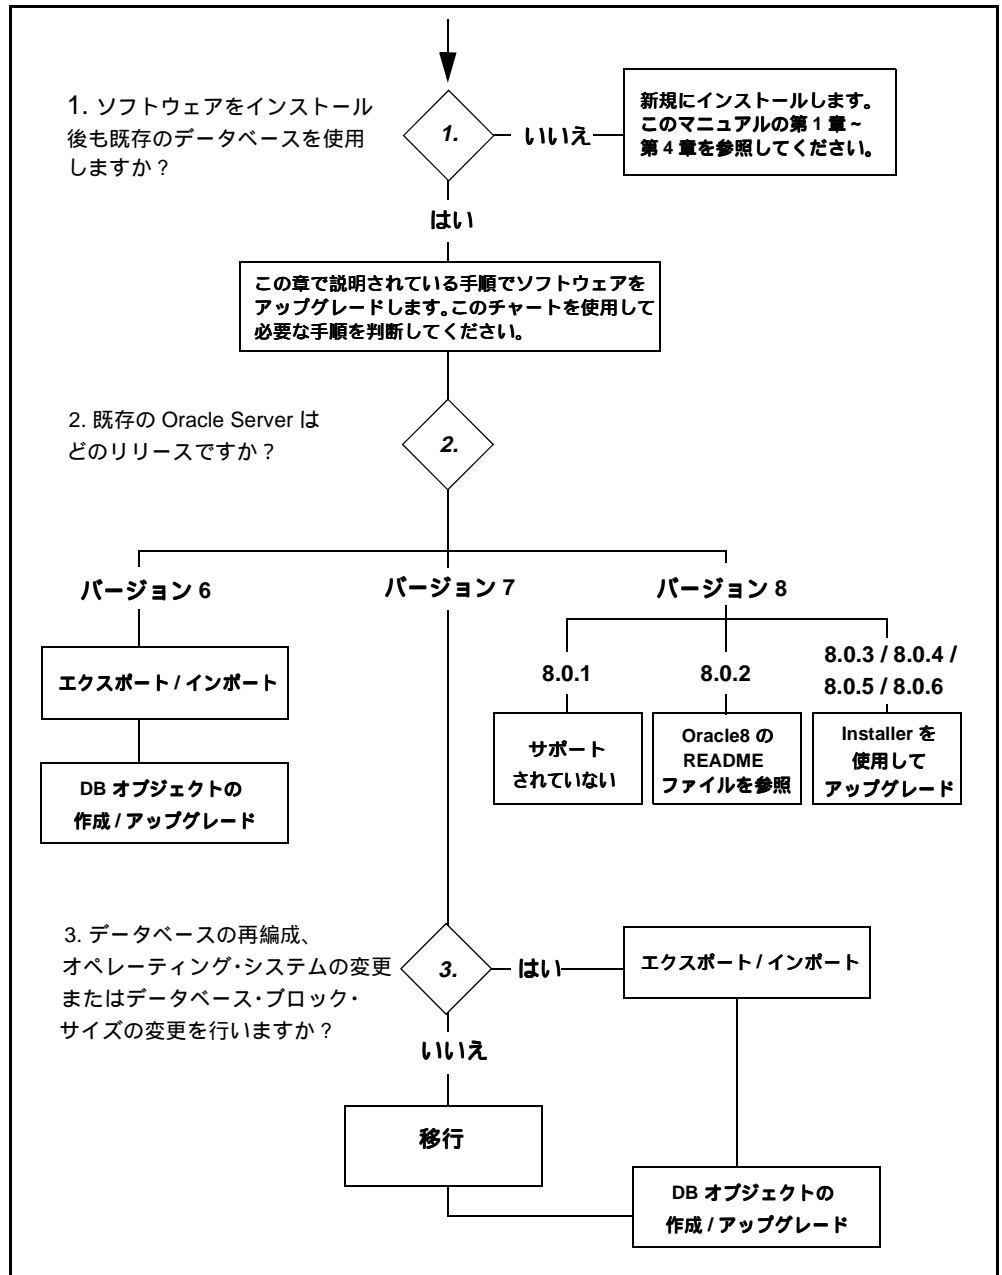 1. ソフトウェアをインストール
後も既存のデータベースを使用
しますか？
1.
いいえ
新規にインストールします。
このマニュアルの第 1 章～
第 4 章を参照してください。
はい
この章で説明されている手順でソフトウェアを
アップグレードします。このチャートを使用して
必要な手順を判断してください。
2. 既存の Oracle Server は
どのリリースですか？
2.
バージョン 6
バージョン 7
バージョン 8
エクスポート / インポート
DB オブジェクトの
作成 / アップグレード
8.0.1
8.0.2
8.0.3 / 8.0.4 /
8.0.5 / 8.0.6
サポート
されていない
Oracle8 の
README
ファイルを参照
Installer を
使用して
アップグレード
3. データベースの再編成、
オペレーティング・システムの変更
またはデータベース・ブロック・
サイズの変更を行いますか？
3.
はい
エクスポート / インポート
いいえ
移行
DB オブジェクトの
作成 / アップグレード